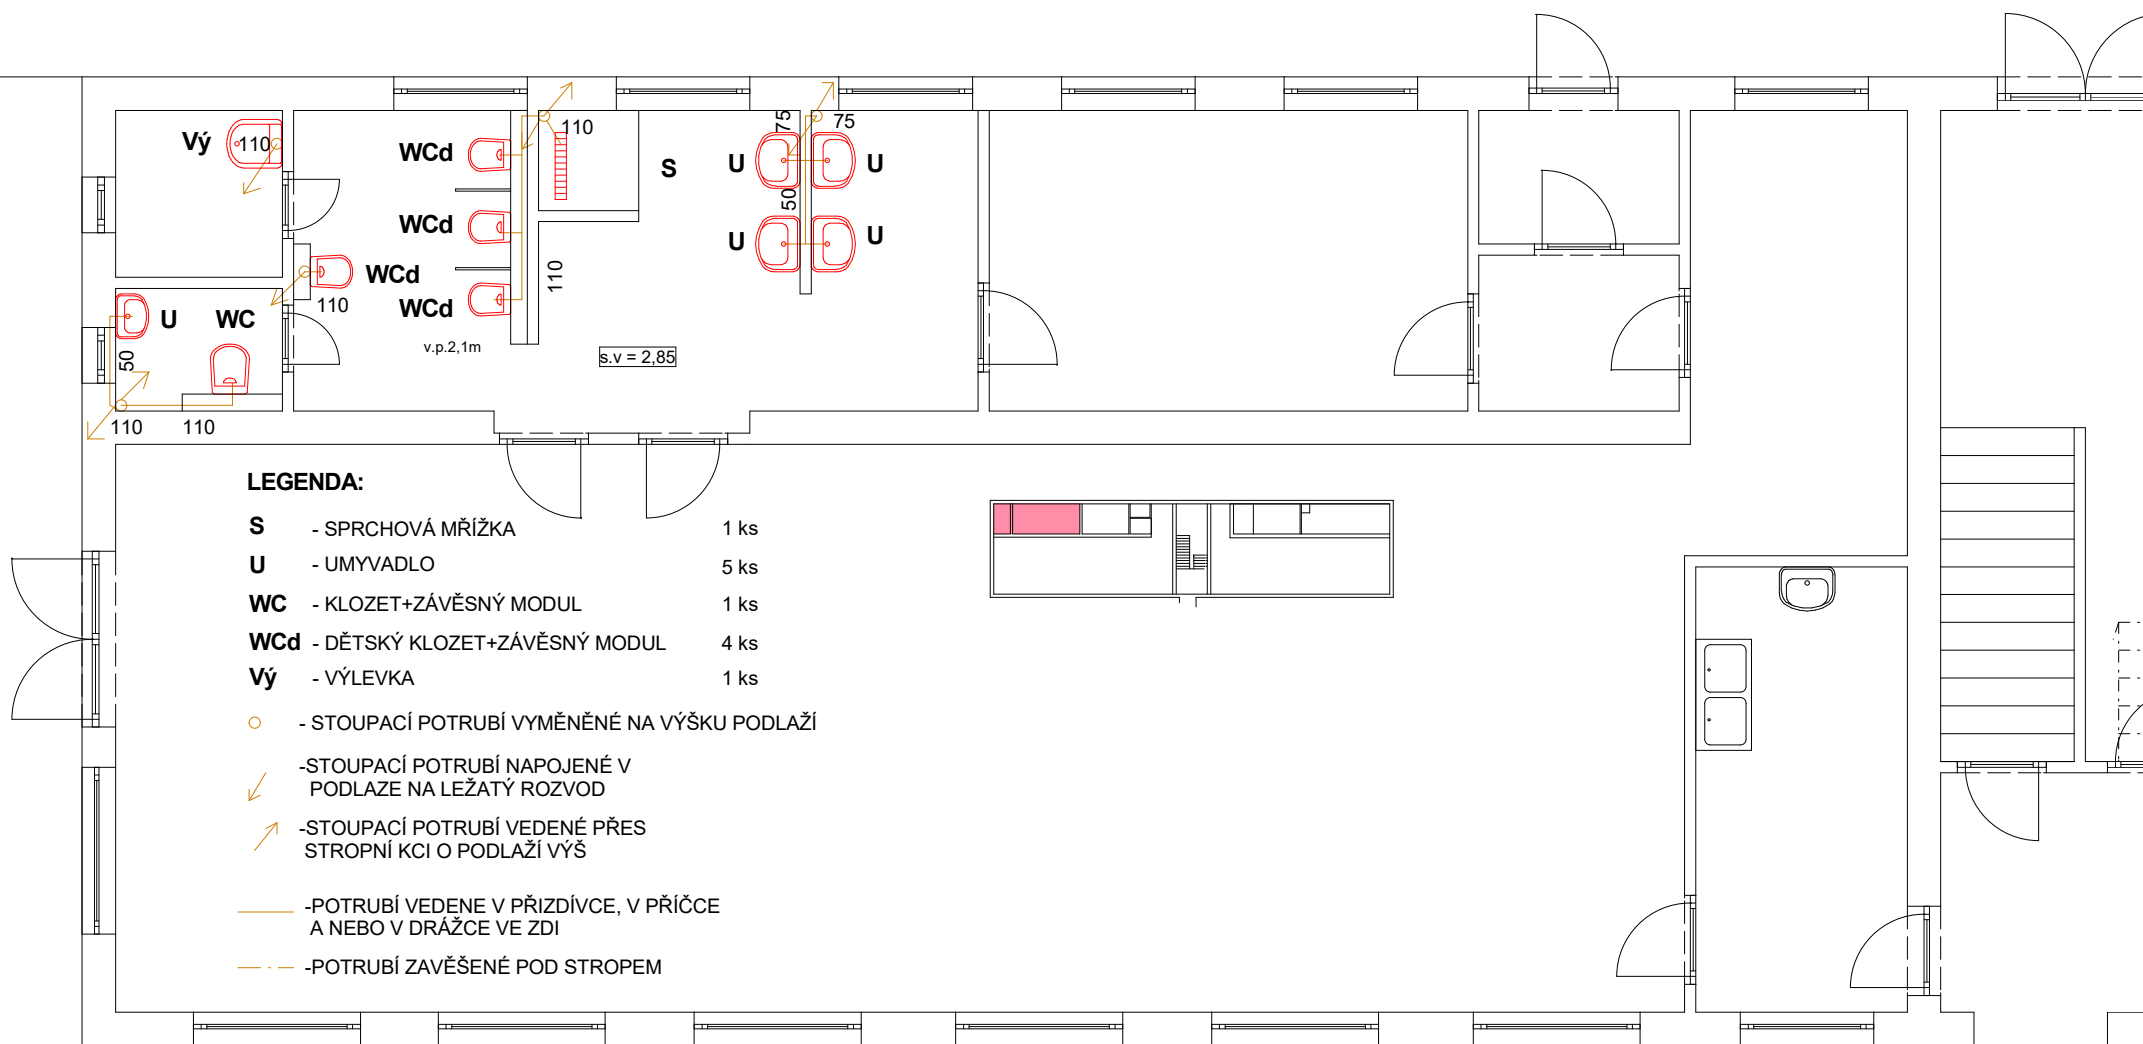 110
75
75
Vý
110
WCd
S
U
U
50
WCd
U
U
WCd
110
110
WCd
U
WC
v.p.2,1m
s.v = 2,85
50
110
110
LEGENDA:
S - SPRCHOVÁ MŘÍŽKA 1 ks
U - UMYVADLO 5 ks
WC - KLOZET+ZÁVĚSNÝ MODUL 1 ks
WCd - DĚTSKÝ KLOZET+ZÁVĚSNÝ MODUL 4 ks
Vý - VÝLEVKA 1 ks
- STOUPACÍ POTRUBÍ VYMĚNĚNÉ NA VÝŠKU PODLAŽÍ
-STOUPACÍ POTRUBÍ NAPOJENÉ V
PODLAZE NA LEŽATÝ ROZVOD
-STOUPACÍ POTRUBÍ VEDENÉ PŘES
STROPNÍ KCI O PODLAŽÍ VÝŠ
-POTRUBÍ VEDENE V PŘIZDÍVCE, V PŘÍČCE
A NEBO V DRÁŽCE VE ZDI
-POTRUBÍ ZAVĚŠENÉ POD STROPEM